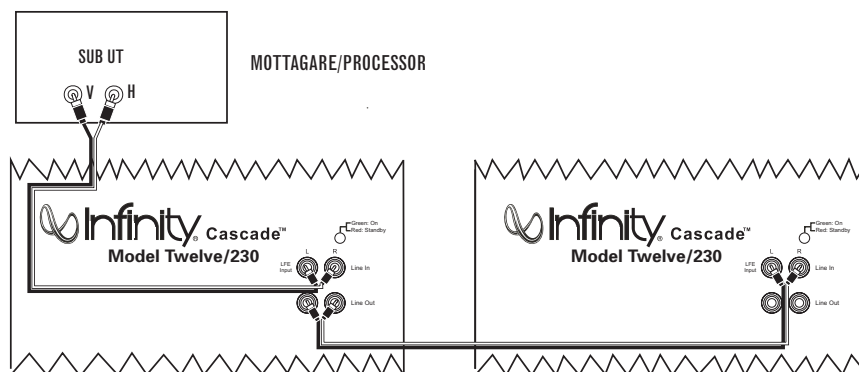 SUB UT
V H
MOTTAGARE/PROCESSOR
Infinity® Cascade™
Model Twelve/230
Green: On
Red: Standby
L R
LFE
Input
Line In
Line Out
Infinity® Cascade™
Model Twelve/230
Green: On
Red: Standby
L R
LFE
Input
Line In
Line Out